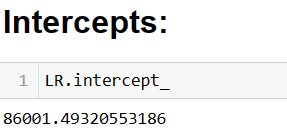 Intercepts:
1 LR.intercept_
86001.49320553186